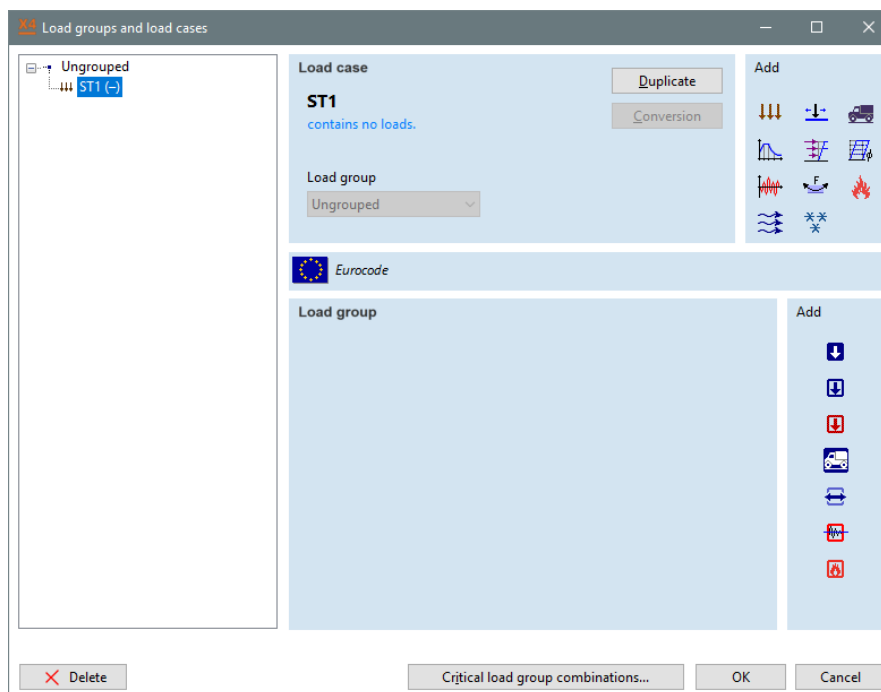 X4 Load groups and load cases
Ungrouped
ST1 (–)
Load case
Duplicate
ST1
contains no loads.
Conversion
Load group
Ungrouped
Add
F
ϕ
Eurocode
Load group
Add
Delete
Critical load group combinations...
OK
Cancel